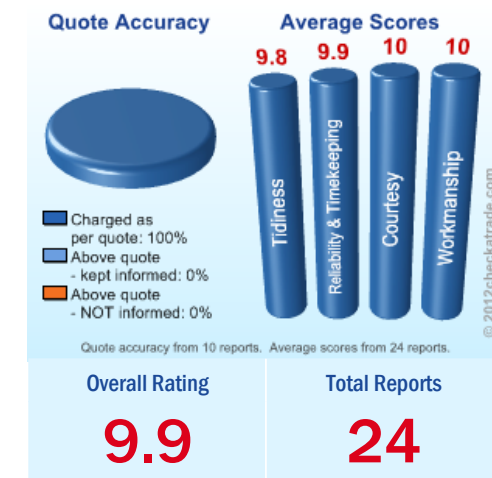 Quote Accuracy
Charged as
per quote: 100%
Above quote
- kept informed: 0%
Above quote
- NOT informed: 0%
Average Scores
9.8
9.9
10
10
Tidiness
Reliability & Timekeeping
Courtesy
Workmanship
© 2012checkatrade.com
Quote accuracy from 10 reports. Average scores from 24 reports.
Overall Rating
9.9
Total Reports
24